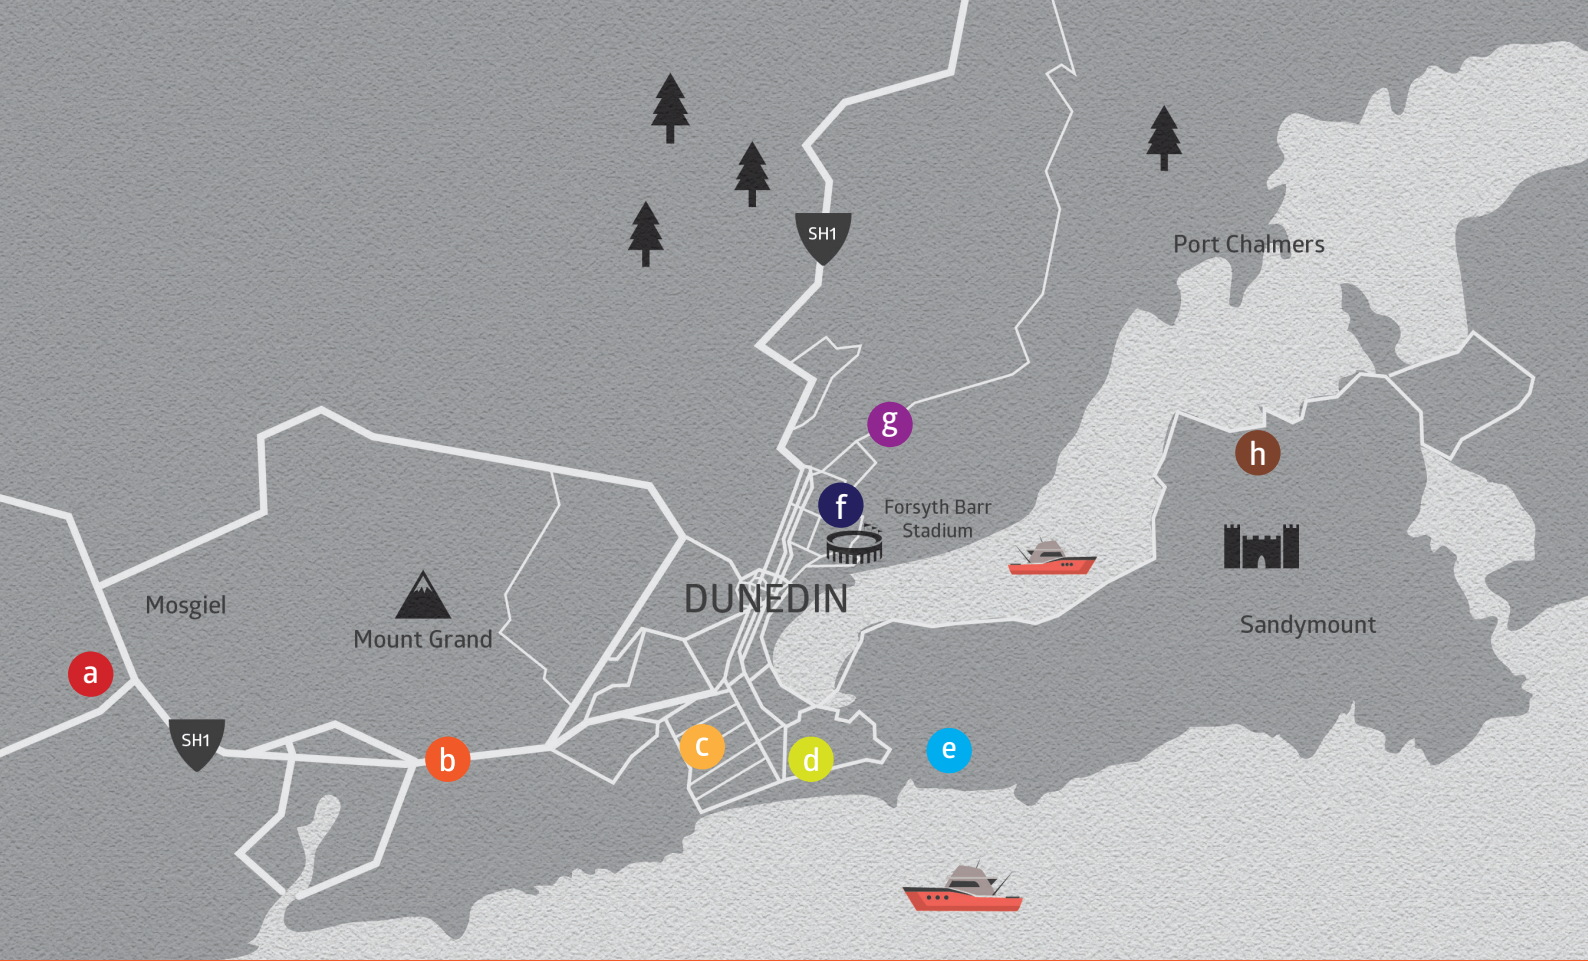 SH1
Port Chalmers
g
h
f
Forsyth Barr
Stadium
DUNEDIN
Mosgiel
Mount Grand
Sandymount
a
SH1
b
c
d
e